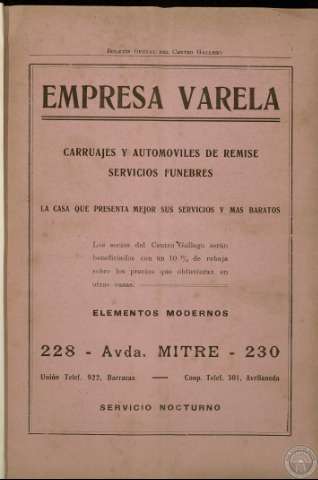 Boletín Oficial del Centro Gallego
EMPRESA VARELA
CARRUAJES Y AUTOMOVILES DE REMISE
SERVICIOS FUNEBRES
LA CASA QUE PRESENTA MEJOR SUS SERVICIOS Y MAS BARATOS
Los socios del Centro Gallego serán
beneficiados con un 10 % de rebaja
sobre los precios que obtuvieran en
otras casas.
ELEMENTOS MODERNOS
228 - Avda. MITRE - 230
Unión Telef. 922, Barracas — Coop. Telef. 301, Avellaneda
SERVICIO NOCTURNO